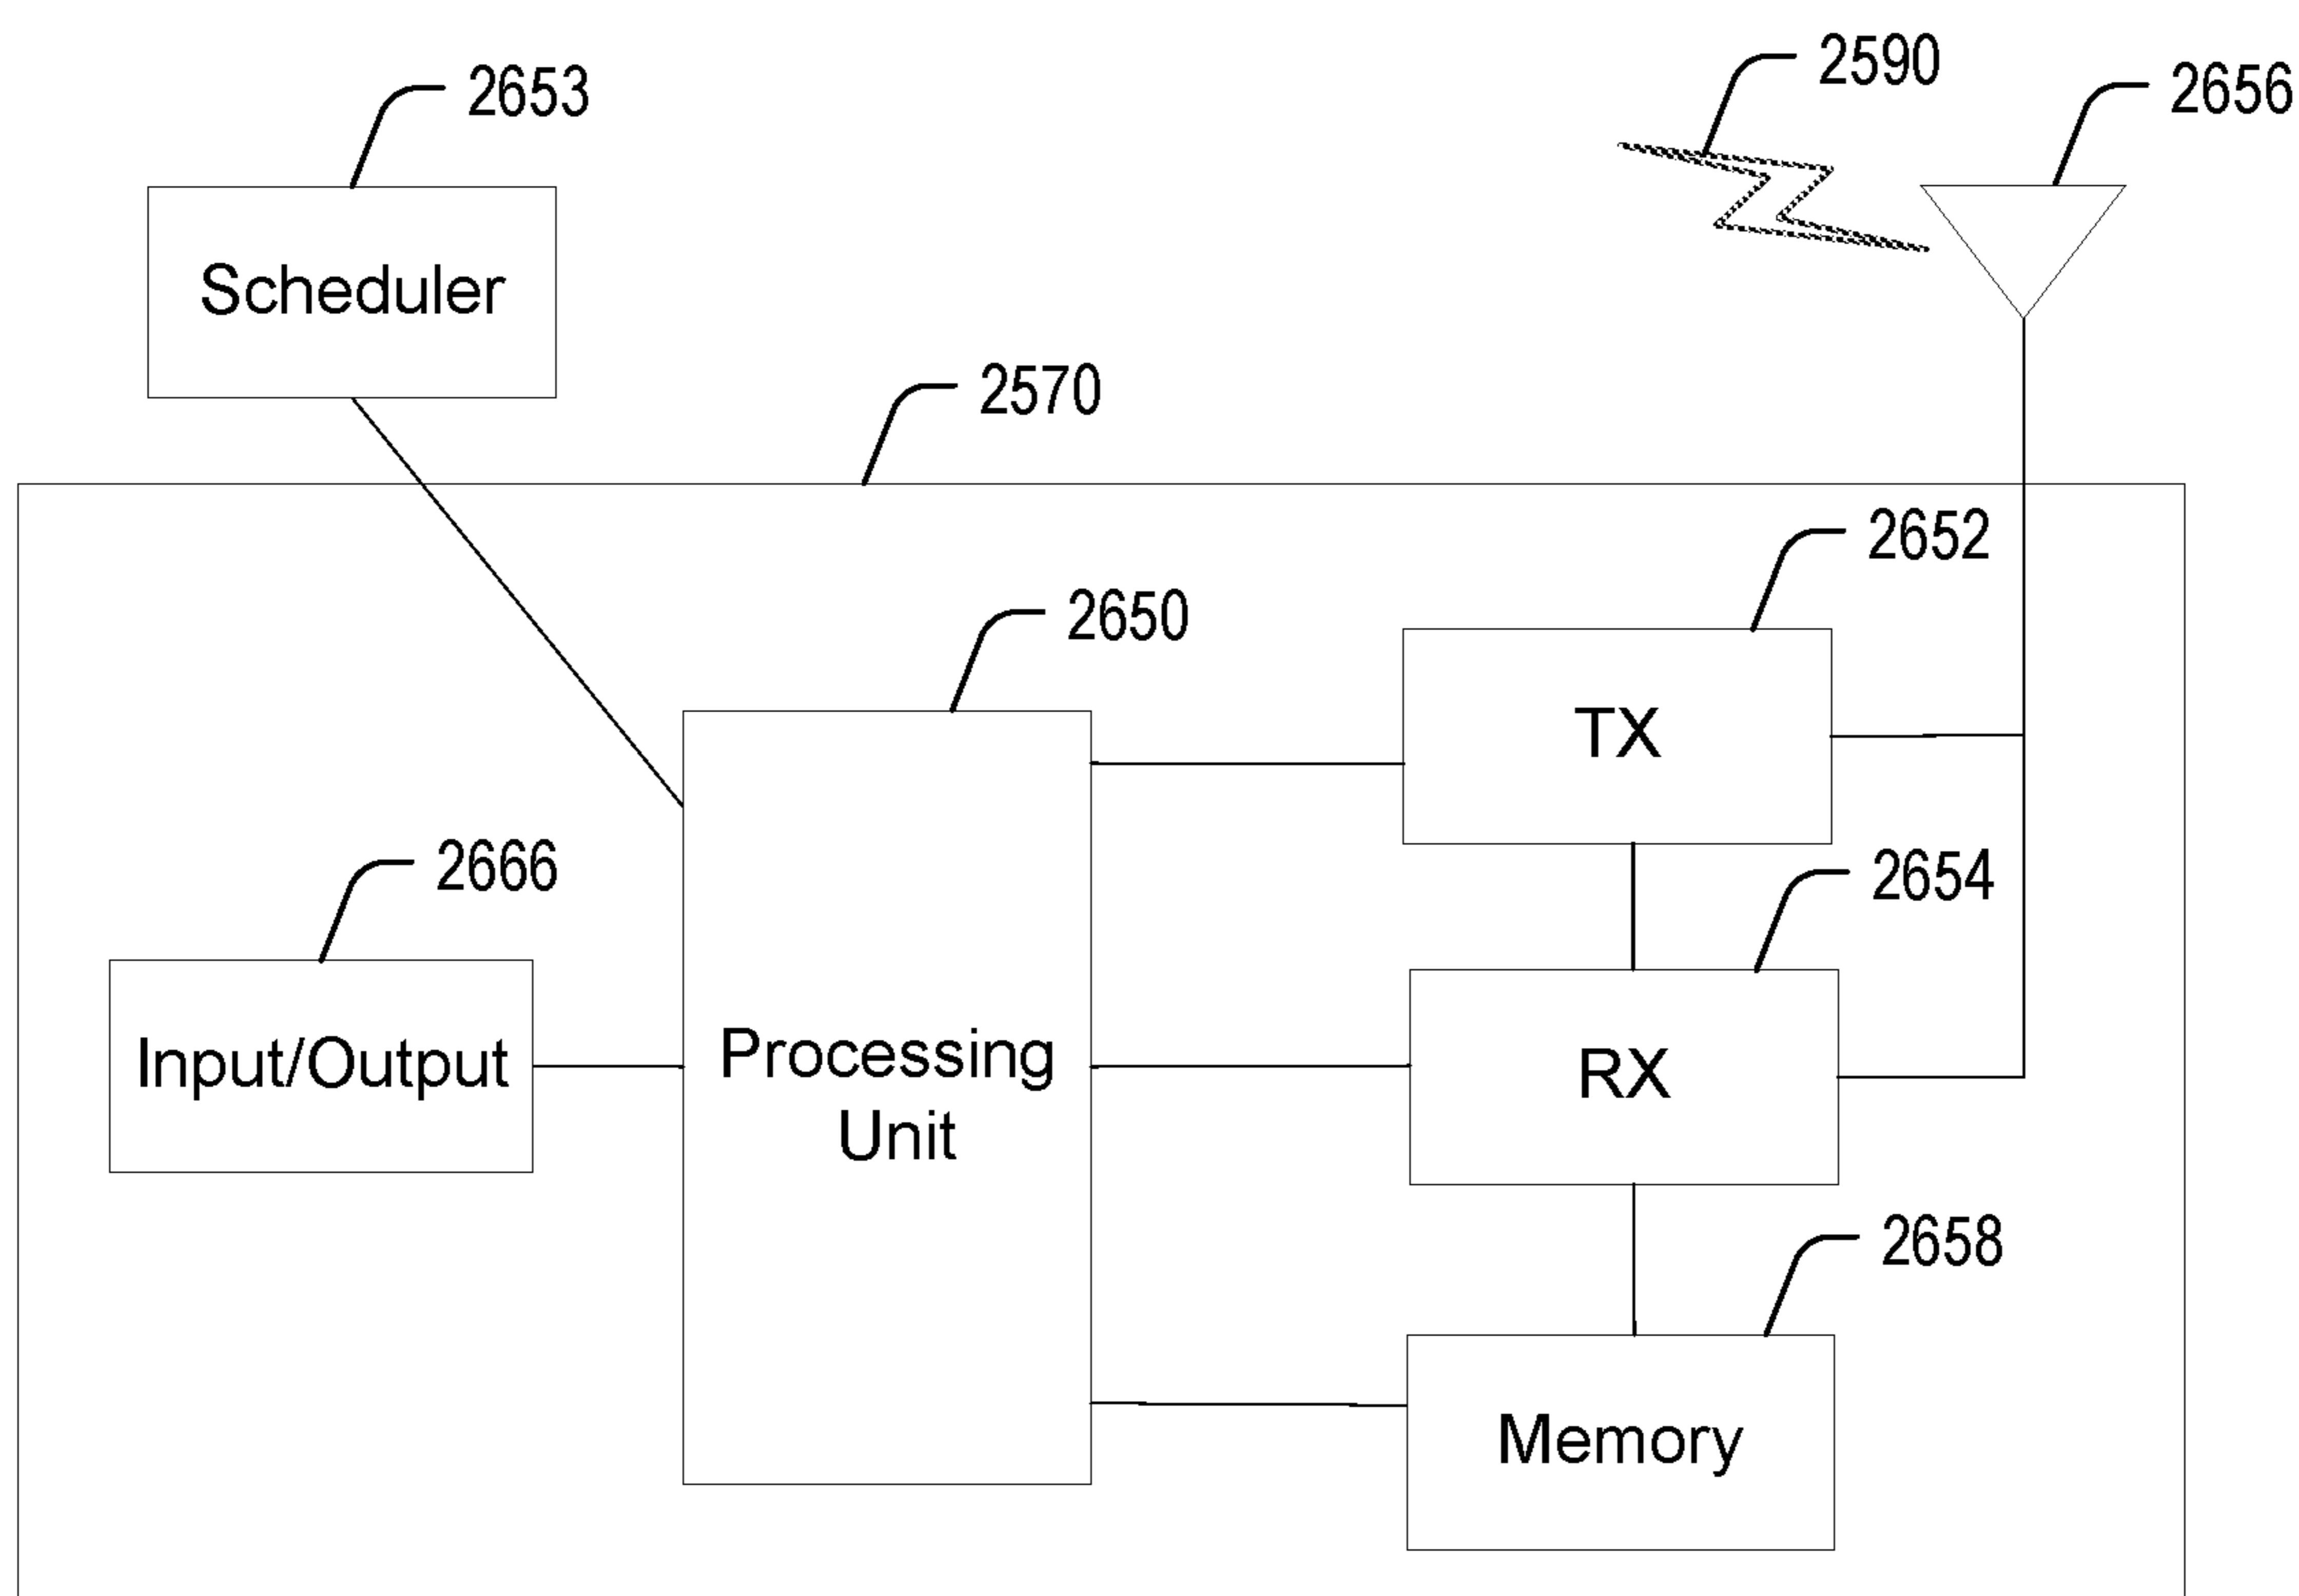 2590
2653
2656
Scheduler
2570
2652
2650
TX
2666
2654
Input/Output
Processing
Unit
RX
2658
Memory